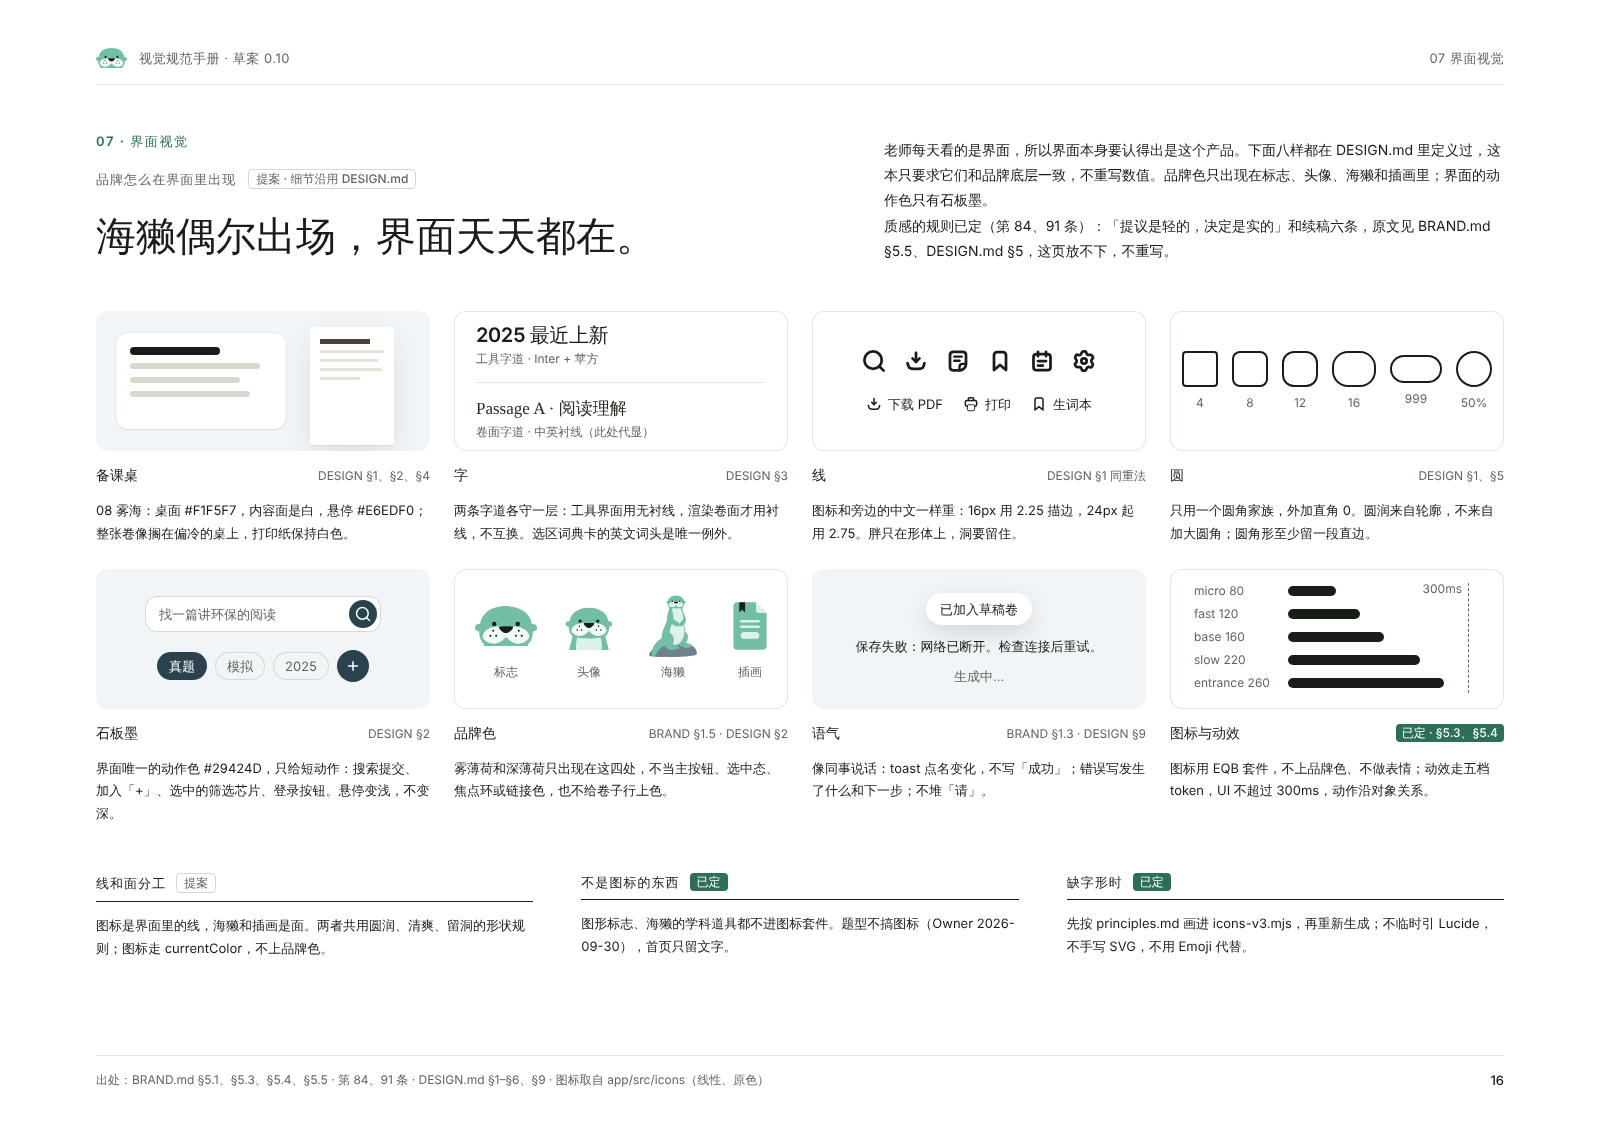 视觉规范手册 · 草案 0.10
07 界面视觉
07 · 界面视觉
品牌怎么在界面里出现
提案 · 细节沿用 DESIGN.md
海獭偶尔出场，界面天天都在。
老师每天看的是界面，所以界面本身要认得出是这个产品。下面八样都在 DESIGN.md 里定义过，这
本只要求它们和品牌底层一致，不重写数值。品牌色只出现在标志、头像、海獭和插画里；界面的动
作色只有石板墨。
质感的规则已定（第 84、91 条）：「提议是轻的，决定是实的」和续稿六条，原文见 BRAND.md
§5.5、DESIGN.md §5，这页放不下，不重写。
2025 最近上新
工具字道 · Inter + 苹方
Passage A · 阅读理解
卷面字道 · 中英衬线（此处代显）
下载 PDF
打印
生词本
4
8
12
16
999
50%
备课桌
DESIGN §1、§2、§4
08 雾海：桌面 #F1F5F7，内容面是白，悬停 #E6EDF0；
整张卷像搁在偏冷的桌上，打印纸保持白色。
字
DESIGN §3
两条字道各守一层：工具界面用无衬线，渲染卷面才用衬
线，不互换。选区词典卡的英文词头是唯一例外。
线
DESIGN §1 同重法
图标和旁边的中文一样重：16px 用 2.25 描边，24px 起
用 2.75。胖只在形体上，洞要留住。
圆
DESIGN §1、§5
只用一个圆角家族，外加直角 0。圆润来自轮廓，不来自
加大圆角；圆角形至少留一段直边。
找一篇讲环保的阅读
真题
模拟
2025
标志
头像
海獭
插画
已加入草稿卷
保存失败：网络已断开。检查连接后重试。
生成中...
micro 80
fast 120
base 160
slow 220
entrance 260
300ms
石板墨
DESIGN §2
界面唯一的动作色 #29424D，只给短动作：搜索提交、
加入「+」、选中的筛选芯片、登录按钮。悬停变浅，不变
深。
品牌色
BRAND §1.5 · DESIGN §2
雾薄荷和深薄荷只出现在这四处，不当主按钮、选中态、
焦点环或链接色，也不给卷子行上色。
语气
BRAND §1.3 · DESIGN §9
像同事说话：toast 点名变化，不写「成功」；错误写发生
了什么和下一步；不堆「请」。
图标与动效
已定 · §5.3、§5.4
图标用 EQB 套件，不上品牌色、不做表情；动效走五档
token，UI 不超过 300ms，动作沿对象关系。
线和面分工
提案
图标是界面里的线，海獭和插画是面。两者共用圆润、清爽、留洞的形状规
则；图标走 currentColor，不上品牌色。
不是图标的东西
已定
图形标志、海獭的学科道具都不进图标套件。题型不搞图标（Owner 2026-
09-30），首页只留文字。
缺字形时
已定
先按 principles.md 画进 icons-v3.mjs，再重新生成；不临时引 Lucide，
不手写 SVG，不用 Emoji 代替。
出处：BRAND.md §5.1、§5.3、§5.4、§5.5 · 第 84、91 条 · DESIGN.md §1–§6、§9 · 图标取自 app/src/icons（线性、原色）
16